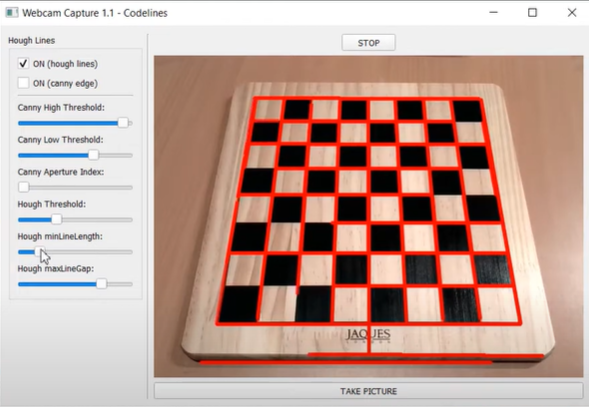 Webcam Capture 1.1 - Codelines
Hough Lines
STOP
ON (hough lines)
ON (canny edge)
Canny High Threshold:
Canny Low Threshold:
Canny Aperture Index:
Hough Threshold:
Hough minLineLength:
Hough maxLineGap:
JAQUES
TAKE PICTURE